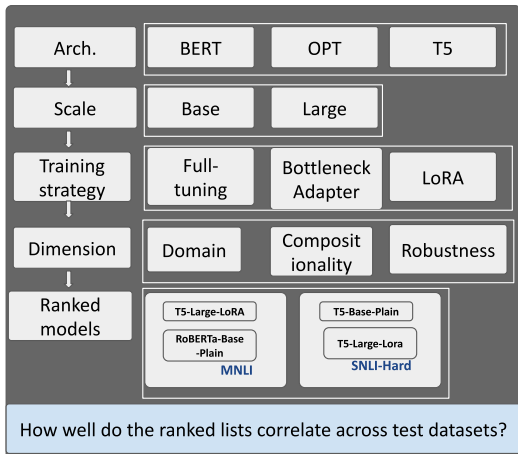 Arch.
BERT
OPT
T5
Scale
Base
Large
Training
strategy
Full-
tuning
Bottleneck
Adapter
LoRA
Dimension
Domain
Composit
ionality
Robustness
Ranked
models
T5-Large-LoRA
RoBERTa-Base
-Plain
MNLI
T5-Base-Plain
T5-Large-Lora
SNLI-Hard
How well do the ranked lists correlate across test datasets?